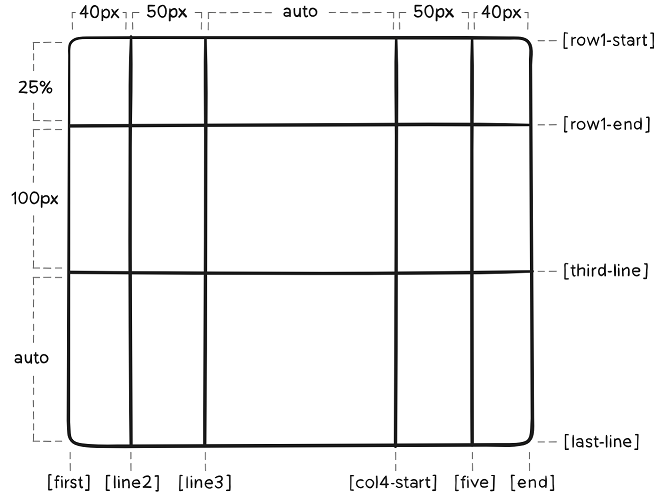 40px 50px auto 50px 40px
[row1-start]
25%
[row1-end]
100px
[third-line]
auto
[last-line]
[first] [line2] [line3] [col4-start] [five] [end]